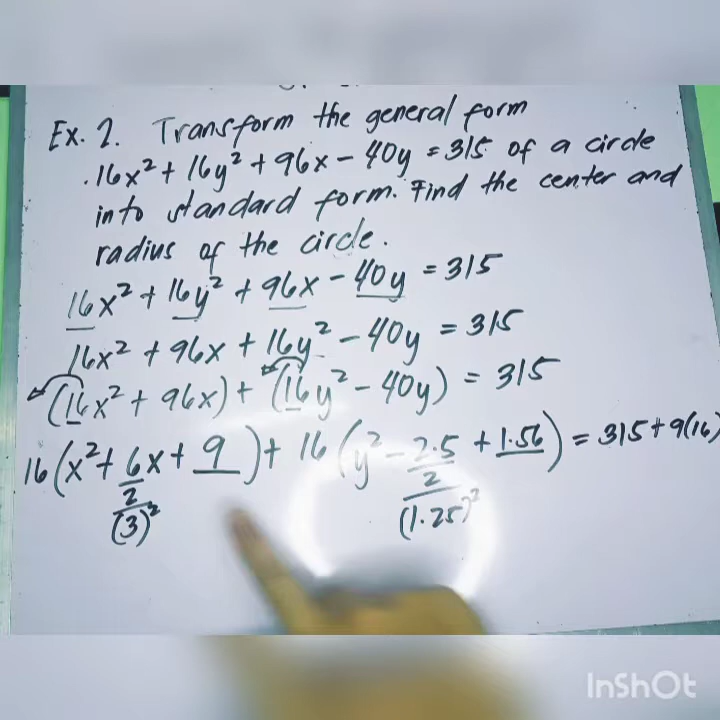 Ex. 2. Transform the general form
16x² + 16y² + 96x - 40y = 315 of a circle
into standard form. Find the center and
radius of the circle.
16x² + 16y² + 96x - 40y = 315
16x² + 96x + 16y² - 40y = 315
(16x² + 96x) + (16y² - 40y) = 315
16(x² + 6x + 9) + 16(y² - 2.5 + 1.56) = 315 + 9(16)
2 2
(3)² (1.25)²
InShOt